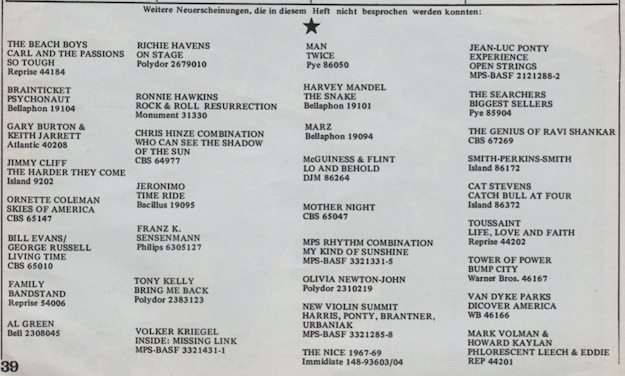 Weitere Neuerscheinungen, die in diesem Heft nicht besprochen werden konnten:
THE BEACH BOYS
CARL AND THE PASSIONS
SO TOUGH
Reprise 44184
BRAINTICKET
PSYCHONAUT
Bellaphon 19104
GARY BURTON &
KEITH JARRETT
Atlantic 40208
JIMMY CLIFF
THE HARDER THEY COME
Island 9202
ORNETTE COLEMAN
SKIES OF AMERICA
CBS 65147
BILL EVANS/
GEORGE RUSSELL
LIVING TIME
CBS 65010
FAMILY
BANDSTAND
Reprise 54006
AL GREEN
Bell 2308045
RICHIE HAVENS
ON STAGE
Polydor 2679010
RONNIE HAWKINS
ROCK & ROLL RESURRECTION
Monument 31330
CHRIS HINZE COMBINATION
WHO CAN SEE THE SHADOW
OF THE SUN
CBS 64977
JERONIMO
TIME RIDE
Bacillus 19095
FRANZ K.
SENSENMANN
Philips 6305127
TONY KELLY
BRING ME BACK
Polydor 2383123
VOLKER KRIEGEL
INSIDE: MISSING LINK
MPS-BASF 3321431-1
MAN
TWICE
Pye 86050
HARVEY MANDEL
THE SNAKE
Bellaphon 19101
MARZ
Bellaphon 19094
McGUINESS & FLINT
LO AND BEHOLD
DJM 86264
MOTHER NIGHT
CBS 65047
MPS RHYTHM COMBINATION
MY KIND OF SUNSHINE
MPS-BASF 3321331-5
OLIVIA NEWTON-JOHN
Polydor 2310219
NEW VIOLIN SUMMIT
HARRIS, PONTY, BRANTNER,
URBANIAK
MPS-BASF 3321285-8
THE NICE 1967-69
Immidiate 148-93603/04
JEAN-LUC PONTY
EXPERIENCE
OPEN STRINGS
MPS-BASF 2121288-2
THE SEARCHERS
BIGGEST SELLERS
Pye 85904
THE GENIUS OF RAVI SHANKAR
CBS 67269
SMITH-PERKINS-SMITH
Island 86172
CAT STEVENS
CATCH BULL AT FOUR
Island 86372
TOUSSAINT
LIFE, LOVE AND FAITH
Reprise 44202
TOWER OF POWER
BUMP CITY
Warner Bros. 46167
VAN DYKE PARKS
DICOVER AMERICA
WB 46166
MARK VOLMAN &
HOWARD KAYLAN
PHLORESCENT LEECH & EDDIE
REP 44201
39